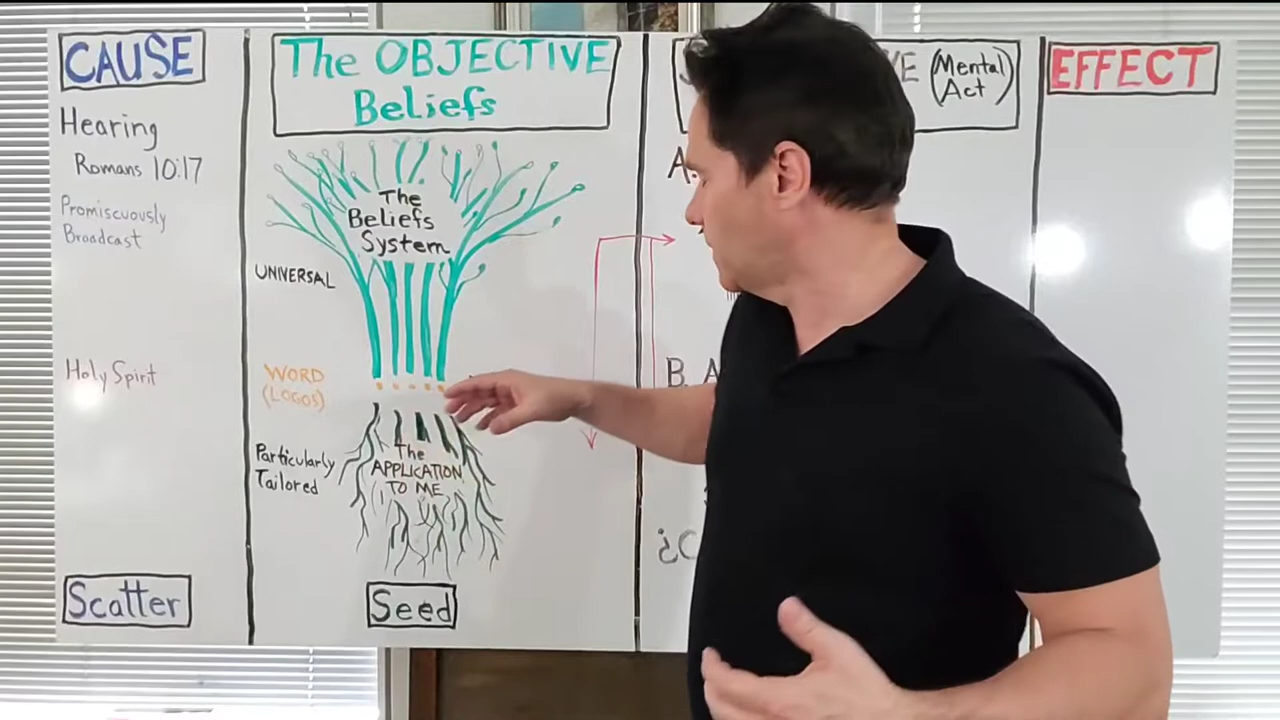 CAUSE
Hearing
Romans 10:17
Promiscuously
Broadcast
Holy Spirit
Scatter
The OBJECTIVE
Beliefs
The
Beliefs
System
UNIVERSAL
WORD
(LOGOS)
Particularly
Tailored
The
APPLICATION
TO ME
Seed
(Mental
Act)
A.
B. A
EFFECT